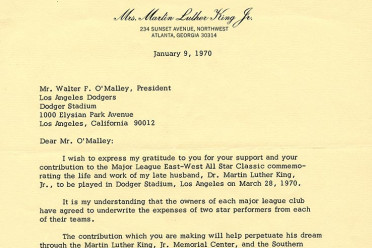 Mrs. Martin Luther King Jr.
234 SUNSET AVENUE, NORTHWEST
ATLANTA, GEORGIA 30314
January 9, 1970
Mr. Walter F. O'Malley, President
Los Angeles Dodgers
Dodger Stadium
1000 Elysian Park Avenue
Los Angeles, California 90012
Dear Mr. O'Malley:
I wish to express my gratitude to you for your support and your
contribution to the Major League East-West All Star Classic commemo-
rating the life and work of my late husband, Dr. Martin Luther King,
Jr., to be played in Dodger Stadium, Los Angeles on March 28, 1970.
It is my understanding that the owners of each major league club
have agreed to underwrite the expenses of two star performers from each
of their teams.
The contribution which you are making will help perpetuate his dream
through the Martin Luther King, Jr. Memorial Center, and the Southern